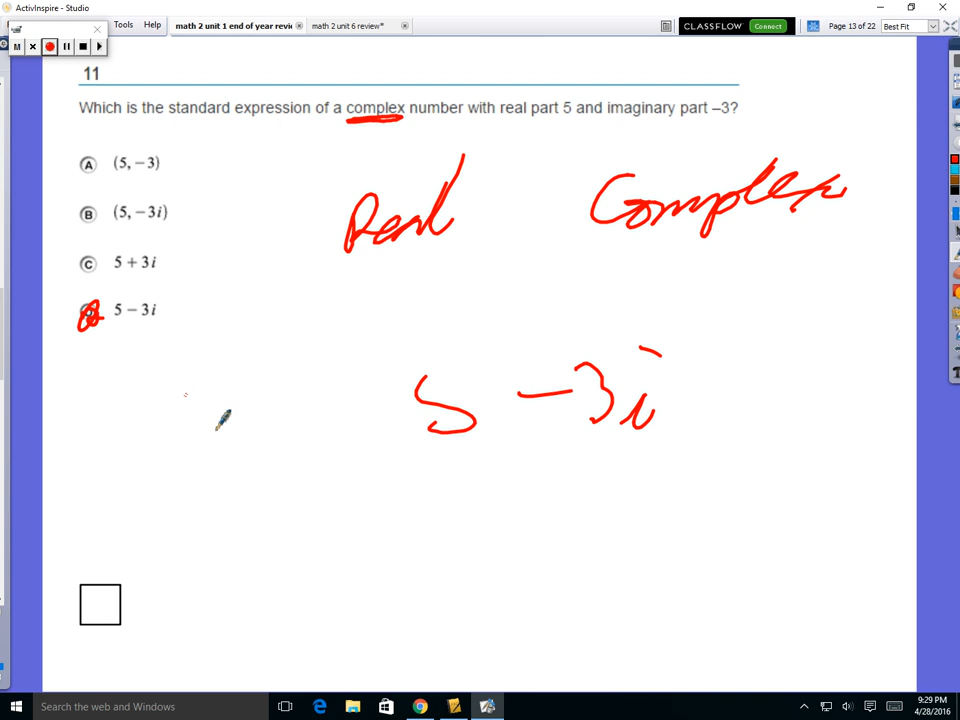 ActivInspire - Studio
Tools Help math 2 unit 1 end of year revie math 2 unit 6 review* CLASSFLOW Connect Page 13 of 22 Best Fit
M
11
Which is the standard expression of a complex number with real part 5 and imaginary part –3?
A (5, −3)
B (5, −3i)
C 5 + 3i
5 − 3i
Real Complex
5 − 3i
Search the web and Windows
9:29 PM
4/28/2016